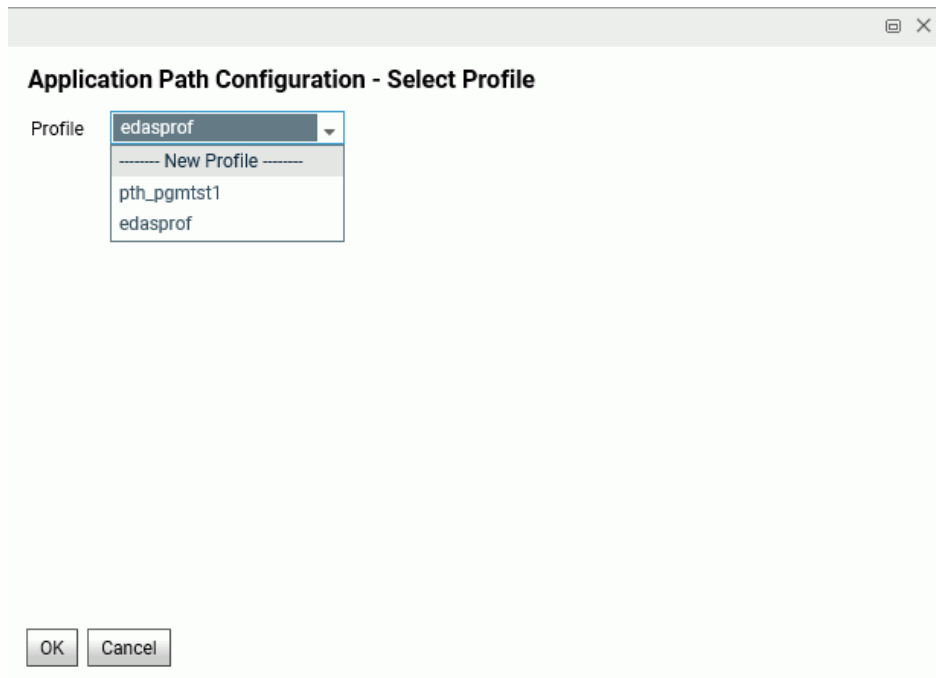 Application Path Configuration - Select Profile
Profile edasprof
-------- New Profile --------
pth_pgmtst1
edasprof
OK Cancel